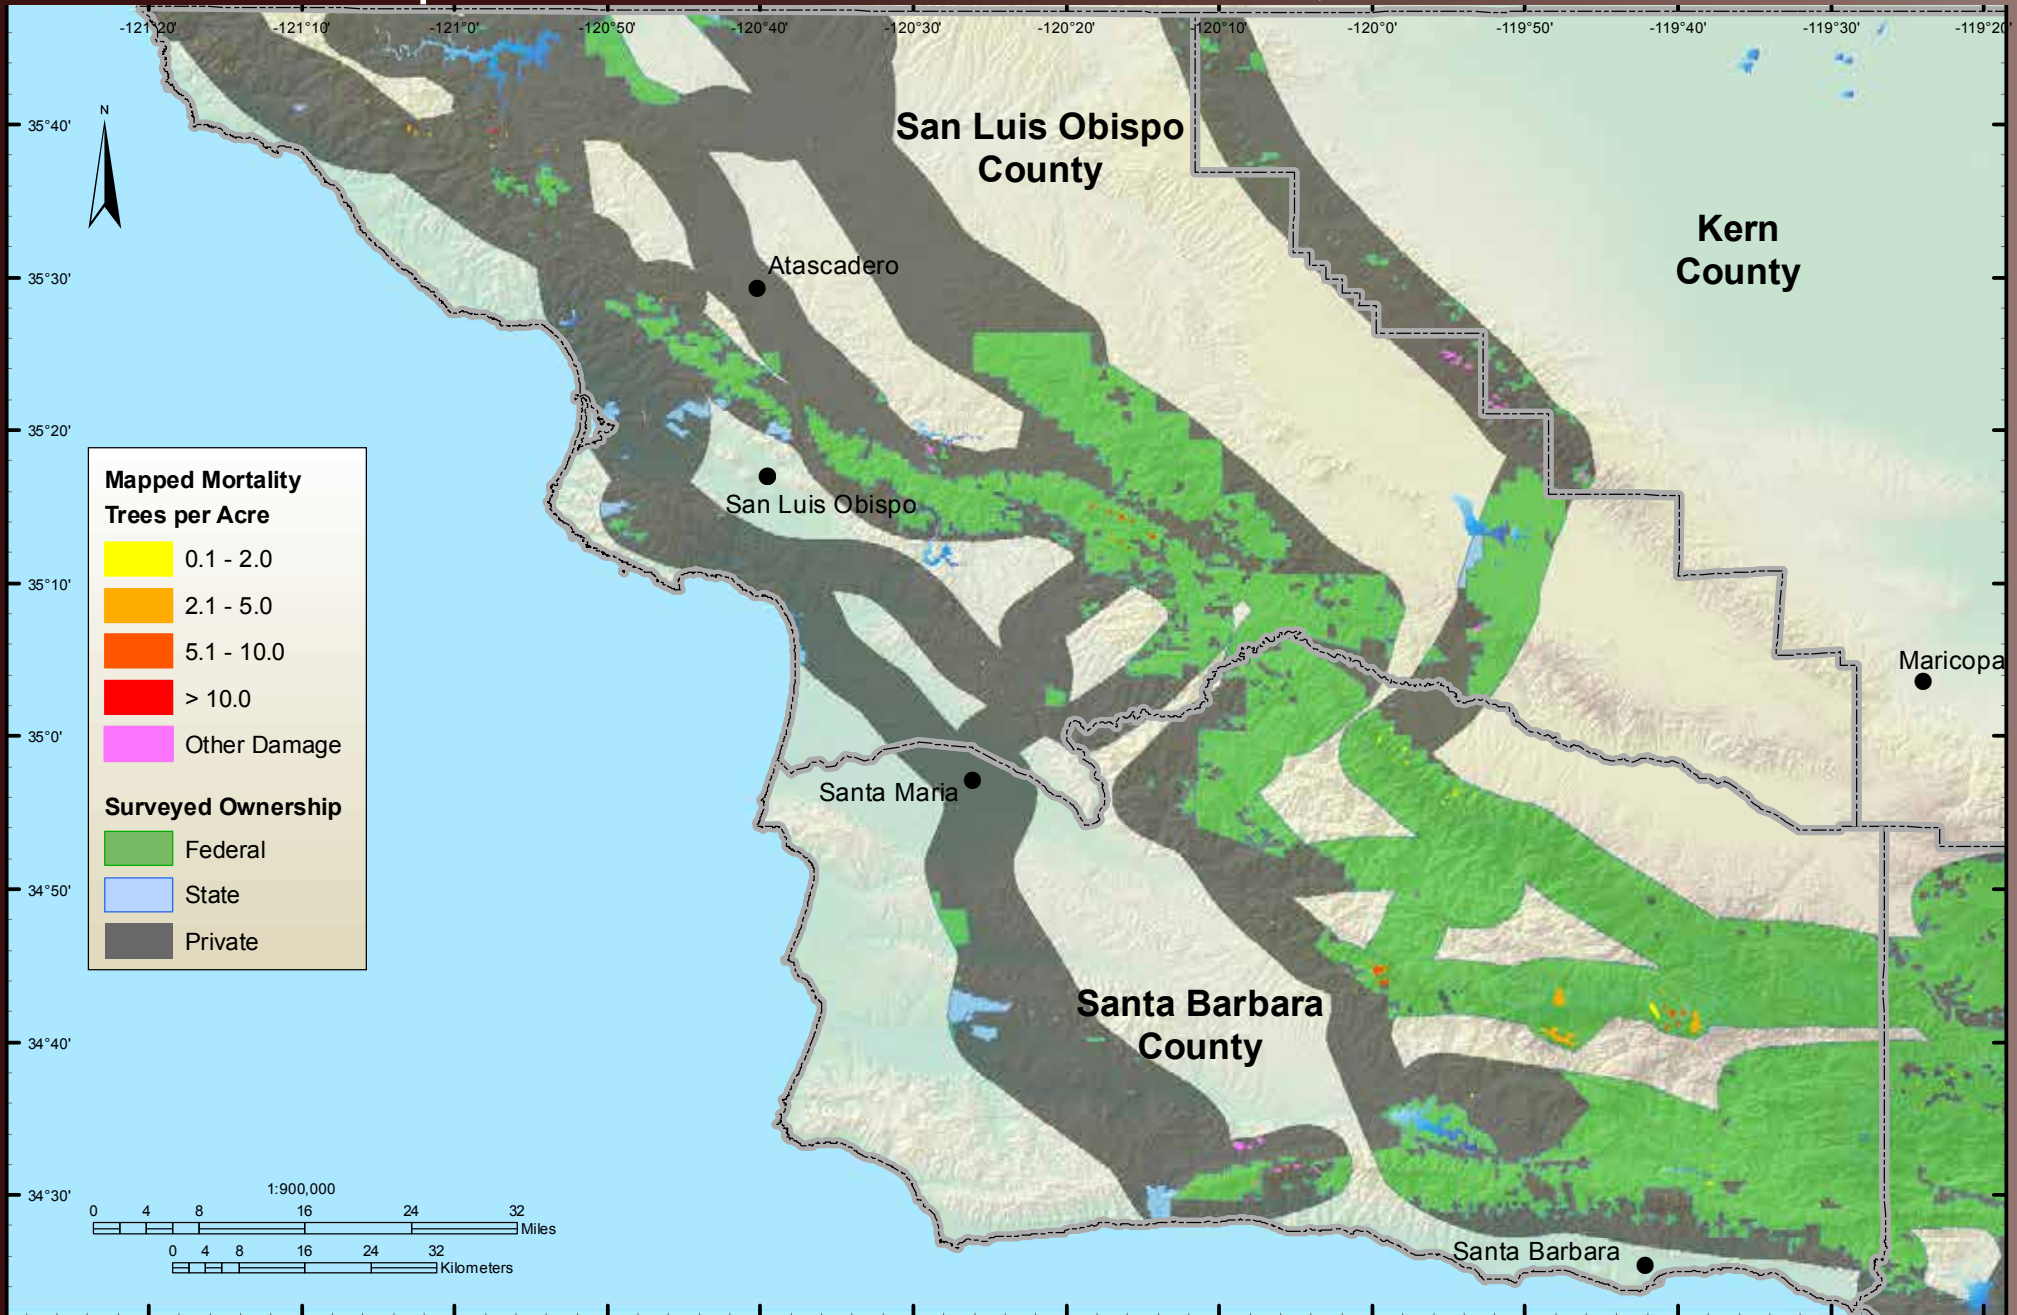 -121°20'
-121°10'
-121°0'
-120°50'
-120°40'
-120°30'
-120°20'
-120°10'
-120°0'
-119°50'
-119°40'
-119°30'
-119°20'
N
35°40'
35°30'
35°20'
35°10'
35°0'
34°50'
34°40'
34°30'
San Luis Obispo
County
Kern
County
Atascadero
San Luis Obispo
Maricopa
Santa Maria
Santa Barbara
County
Santa Barbara
Mapped Mortality
Trees per Acre
0.1 - 2.0
2.1 - 5.0
5.1 - 10.0
> 10.0
Other Damage
Surveyed Ownership
Federal
State
Private
1:900,000
0 4 8 16 24 32
Miles
0 4 8 16 24 32
Kilometers